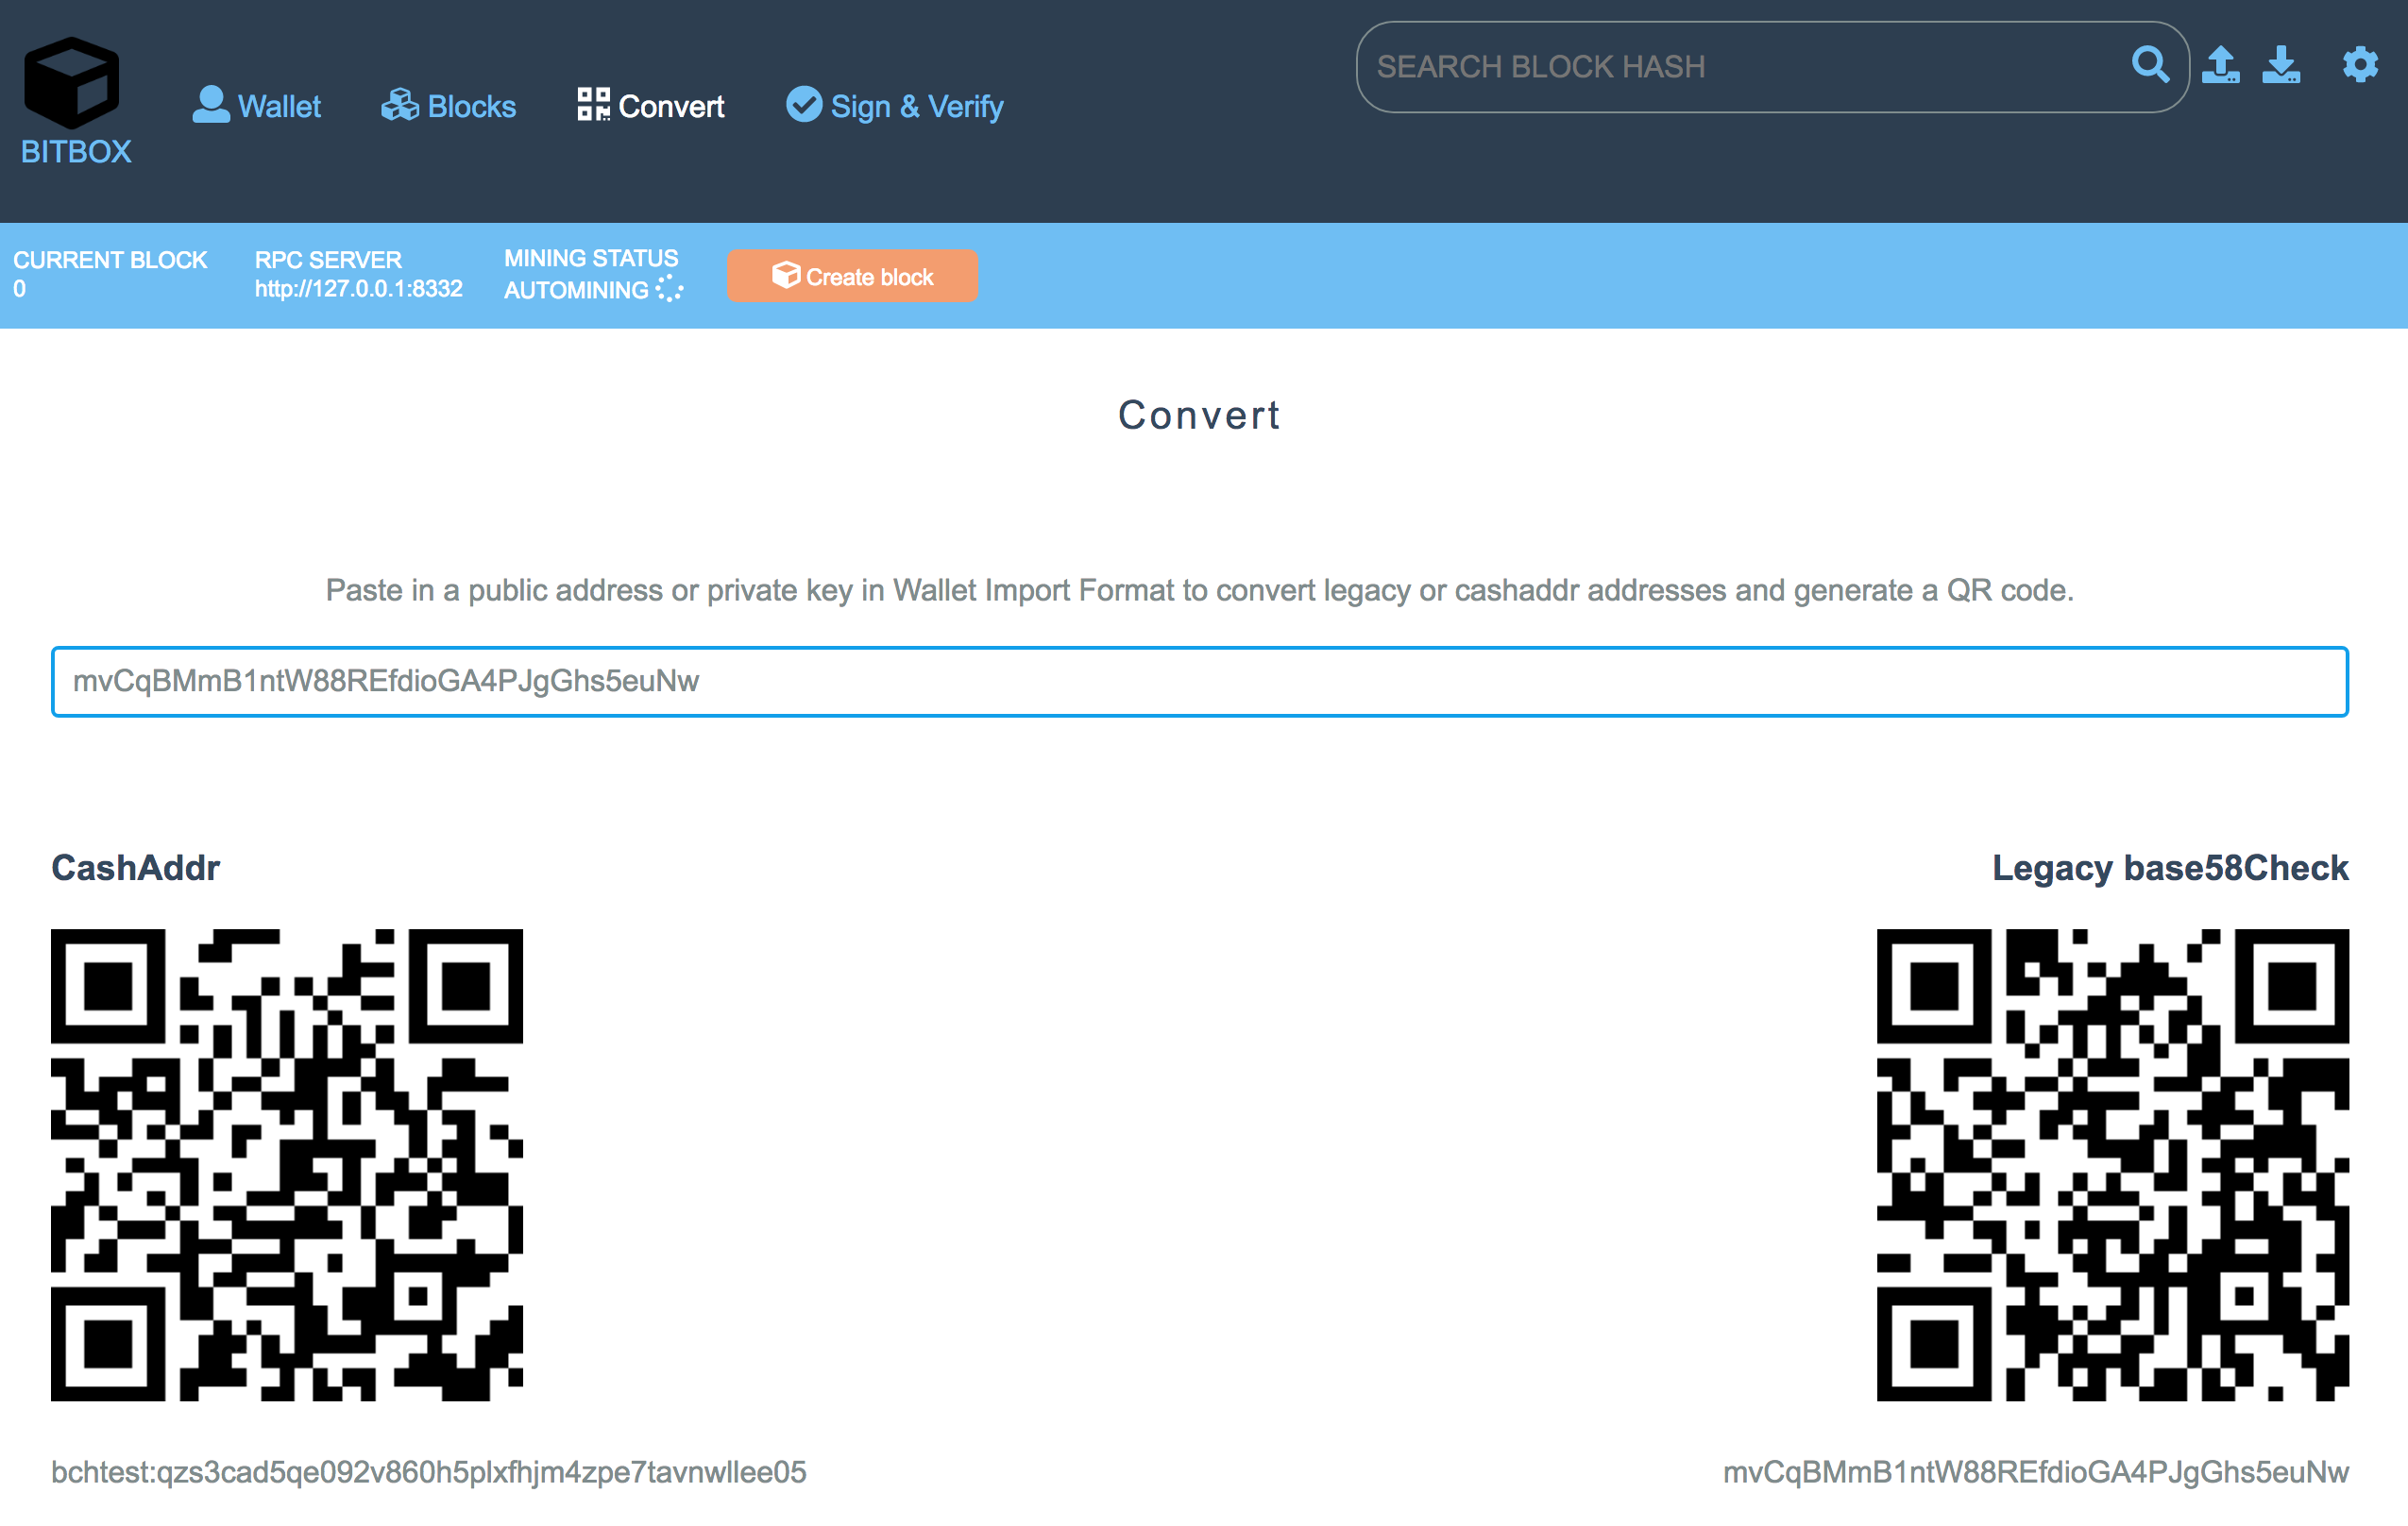 BITBOX
Wallet
Blocks
Convert
Sign & Verify
SEARCH BLOCK HASH
CURRENT BLOCK
0
RPC SERVER
http://127.0.0.1:8332
MINING STATUS
AUTOMINING
Create block
Convert
Paste in a public address or private key in Wallet Import Format to convert legacy or cashaddr addresses and generate a QR code.
mvCqBMmB1ntW88REfdioGA4PJgGhs5euNw
CashAddr
Legacy base58Check
bchtest:qzs3cad5qe092v860h5plxfhjm4zpe7tavnwllee05
mvCqBMmB1ntW88REfdioGA4PJgGhs5euNw